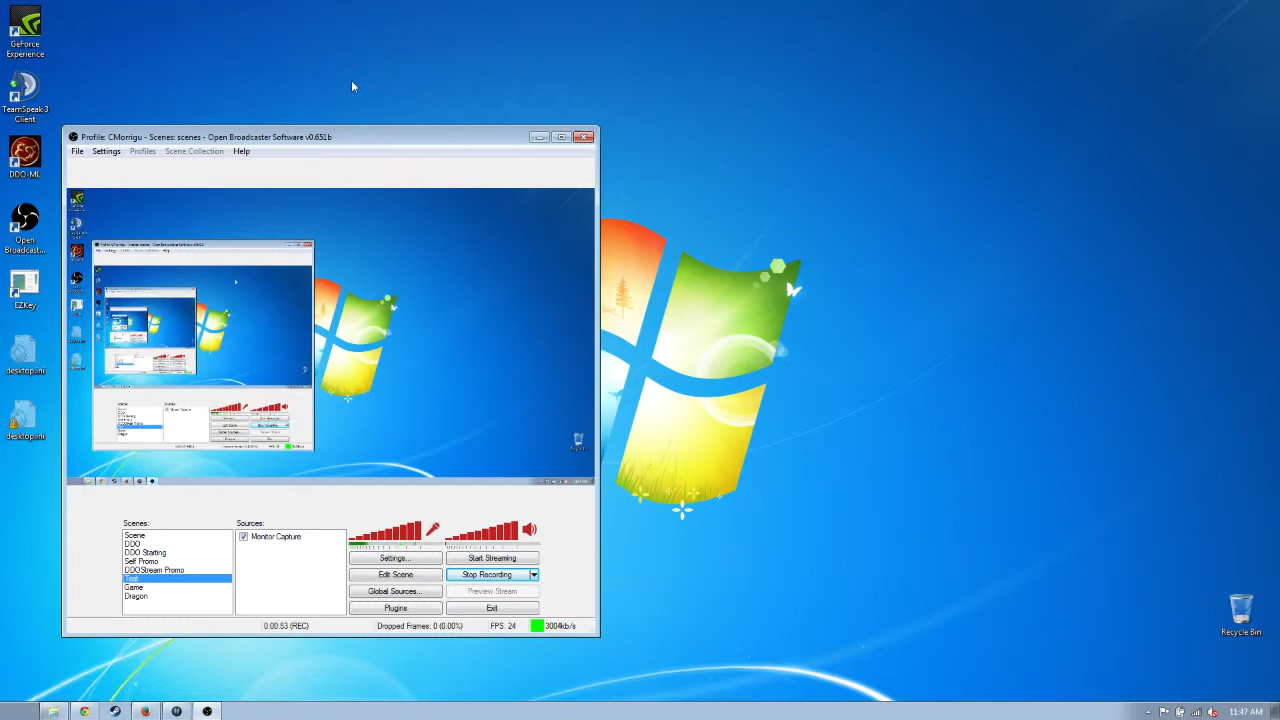 GeForce
Experience
TeamSpeak 3
Client
DDO-ML
Open
Broadcast...
EZKey
desktop.ini
desktop.ini
Profile: CMorrigu - Scenes: scenes - Open Broadcaster Software v0.651b
File Settings Profiles Scene Collection Help
Scenes: Sources:
Scene
DDO
DDO Starting
Self Promo
DDOStream Promo
Test
Game
Dragon
Monitor Capture
Settings... Start Streaming
Edit Scene Stop Recording
Global Sources... Preview Stream
Plugins Exit
0:00:53 (REC) Dropped Frames: 0 (0.00%) FPS: 24 3004kb/s
Recycle Bin
11:47 AM